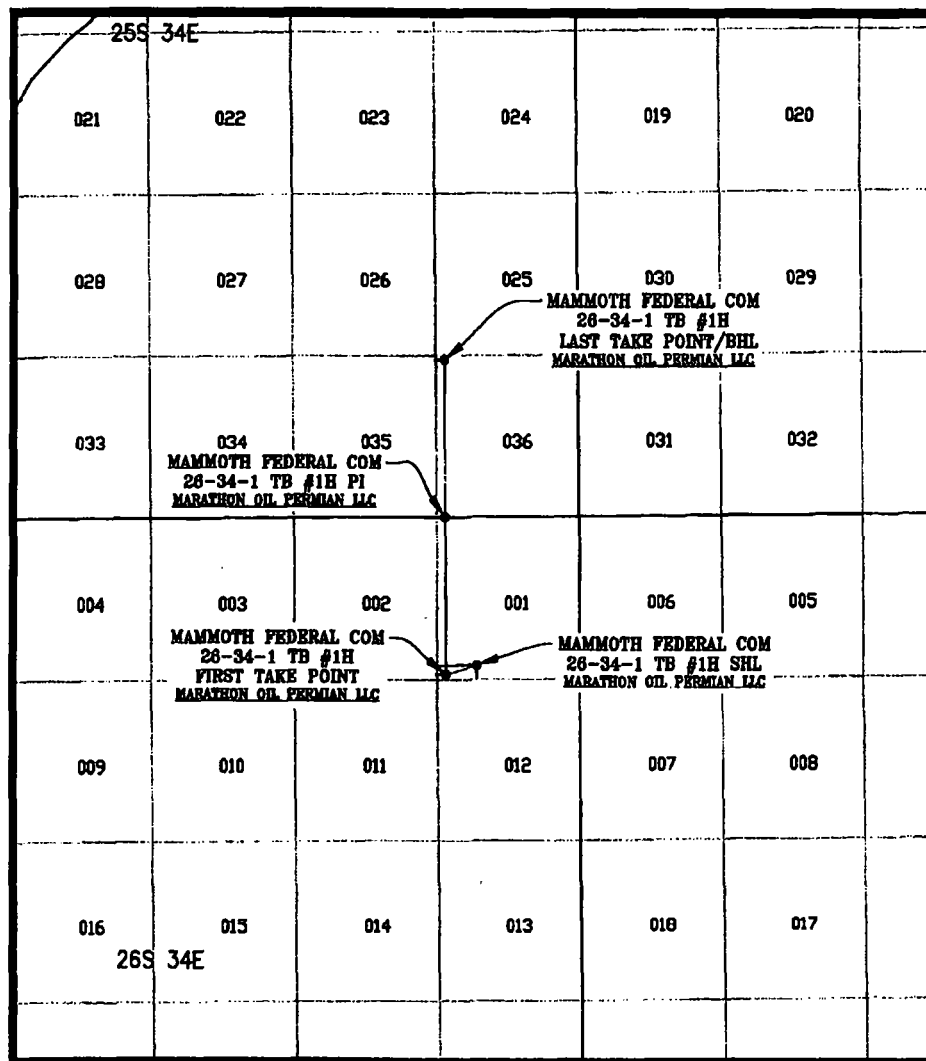 25S 34E
021 022 023 024 019 020
028 027 026 025 030 029
MAMMOTH FEDERAL COM
26-34-1 TB #1H
LAST TAKE POINT/BHL
MARATHON OIL PERMIAN LLC
033 034 035 036 031 032
MAMMOTH FEDERAL COM
26-34-1 TB #1H PI
MARATHON OIL PERMIAN LLC
004 003 002 001 006 005
MAMMOTH FEDERAL COM
26-34-1 TB #1H
FIRST TAKE POINT
MARATHON OIL PERMIAN LLC
MAMMOTH FEDERAL COM
26-34-1 TB #1H SHL
MARATHON OIL PERMIAN LLC
009 010 011 012 007 008
016 015 014 013 018 017
26S 34E